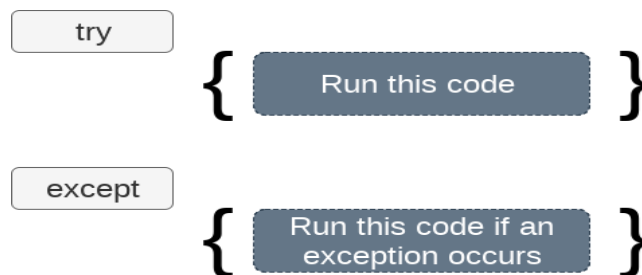 try
{ Run this code }
except
{ Run this code if an
exception occurs }